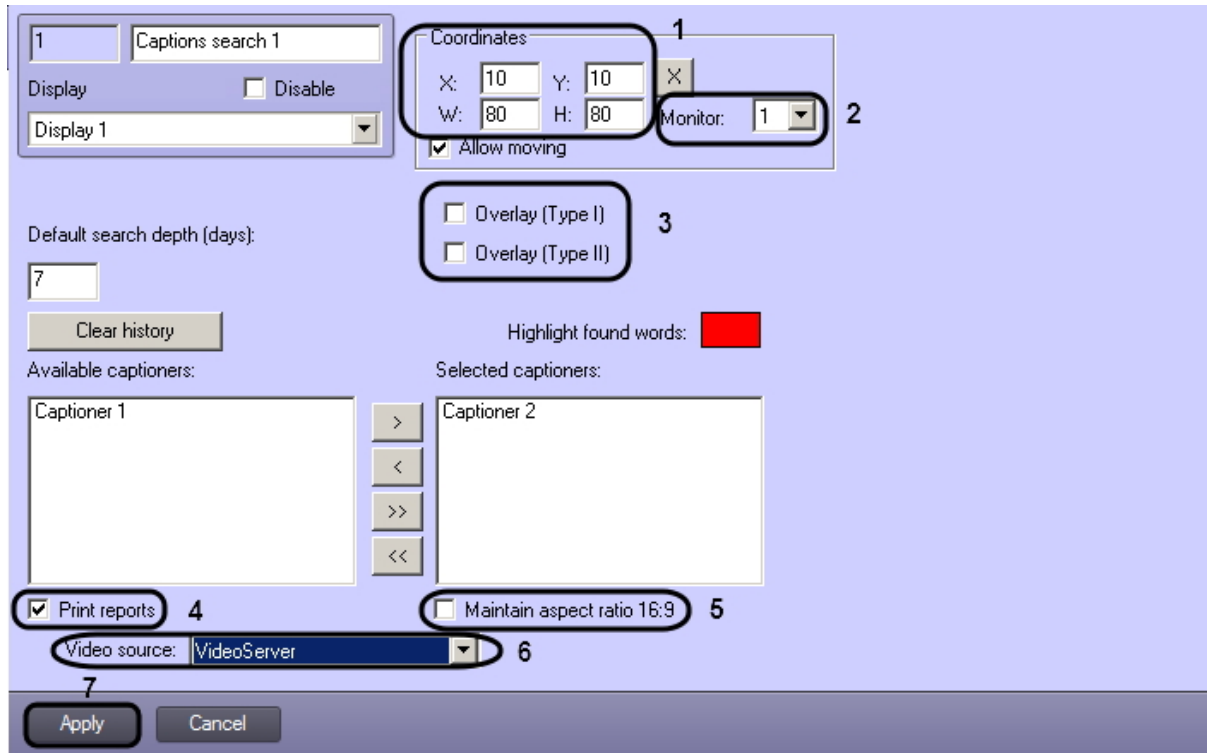 1 Captions search 1
Display Disable
Display 1
Coordinates 1
X: 10 Y: 10 X
W: 80 H: 80 Monitor: 1 2
Allow moving
Overlay (Type I) 3
Overlay (Type II)
Default search depth (days):
7
Clear history Highlight found words:
Available captioners: Selected captioners:
Captioner 1 Captioner 2
>
<
>>
<<
Print reports 4 Maintain aspect ratio 16:9 5
Video source: VideoServer 6
7
Apply Cancel